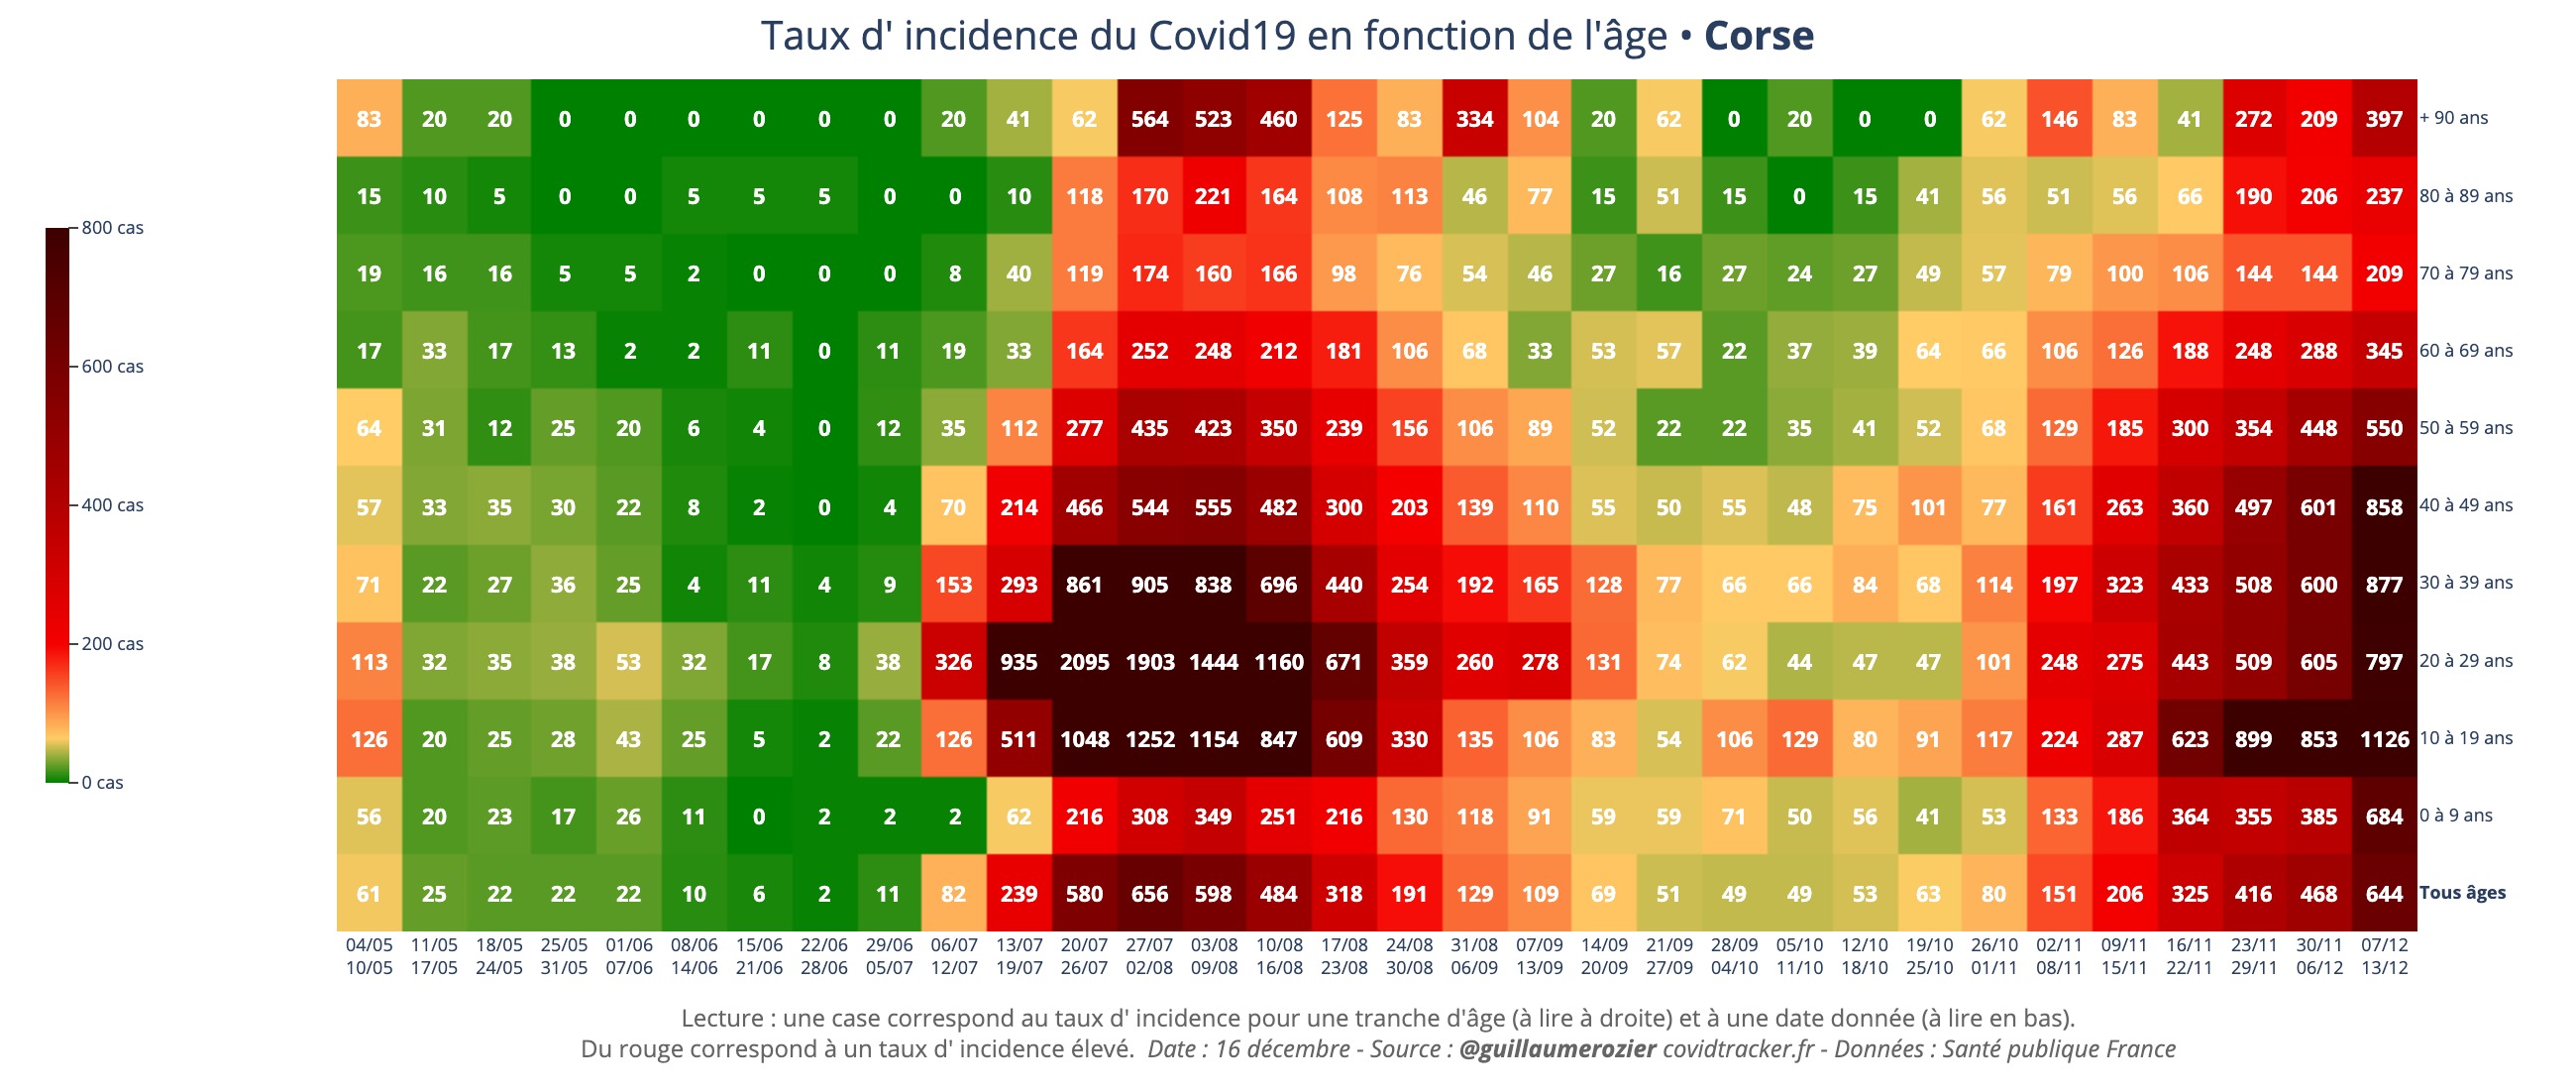 Taux d' incidence du Covid19 en fonction de l'âge • Corse
83 20 20 0 0 0 0 0 0 20 41 62 564 523 460 125 83 334 104 20 62 0 20 0 0 62 146 83 41 272 209 397 + 90 ans
15 10 5 0 0 5 5 5 0 0 10 118 170 221 164 108 113 46 77 15 51 15 0 15 41 56 51 56 66 190 206 237 80 à 89 ans
800 cas
19 16 16 5 5 2 0 0 0 8 40 119 174 160 166 98 76 54 46 27 16 27 24 27 49 57 79 100 106 144 144 209 70 à 79 ans
17 33 17 13 2 2 11 0 11 19 33 164 252 248 212 181 106 68 33 53 57 22 37 39 64 66 106 126 188 248 288 345 60 à 69 ans
600 cas
64 31 12 25 20 6 4 0 12 35 112 277 435 423 350 239 156 106 89 52 22 22 35 41 52 68 129 185 300 354 448 550 50 à 59 ans
400 cas
57 33 35 30 22 8 2 0 4 70 214 466 544 555 482 300 203 139 110 55 50 55 48 75 101 77 161 263 360 497 601 858 40 à 49 ans
71 22 27 36 25 4 11 4 9 153 293 861 905 838 696 440 254 192 165 128 77 66 66 84 68 114 197 323 433 508 600 877 30 à 39 ans
200 cas
113 32 35 38 53 32 17 8 38 326 935 2095 1903 1444 1160 671 359 260 278 131 74 62 44 47 47 101 248 275 443 509 605 797 20 à 29 ans
126 20 25 28 43 25 5 2 22 126 511 1048 1252 1154 847 609 330 135 106 83 54 106 129 80 91 117 224 287 623 899 853 1126 10 à 19 ans
0 cas
56 20 23 17 26 11 0 2 2 2 62 216 308 349 251 216 130 118 91 59 59 71 50 56 41 53 133 186 364 355 385 684 0 à 9 ans
61 25 22 22 22 10 6 2 11 82 239 580 656 598 484 318 191 129 109 69 51 49 49 53 63 80 151 206 325 416 468 644 Tous âges
04/05 11/05 18/05 25/05 01/06 08/06 15/06 22/06 29/06 06/07 13/07 20/07 27/07 03/08 10/08 17/08 24/08 31/08 07/09 14/09 21/09 28/09 05/10 12/10 19/10 26/10 02/11 09/11 16/11 23/11 30/11 07/12
10/05 17/05 24/05 31/05 07/06 14/06 21/06 28/06 05/07 12/07 19/07 26/07 02/08 09/08 16/08 23/08 30/08 06/09 13/09 20/09 27/09 04/10 11/10 18/10 25/10 01/11 08/11 15/11 22/11 29/11 06/12 13/12
Lecture : une case correspond au taux d' incidence pour une tranche d'âge (à lire à droite) et à une date donnée (à lire en bas).
Du rouge correspond à un taux d' incidence élevé. Date : 16 décembre - Source : @guillaumerozier covidtracker.fr - Données : Santé publique France